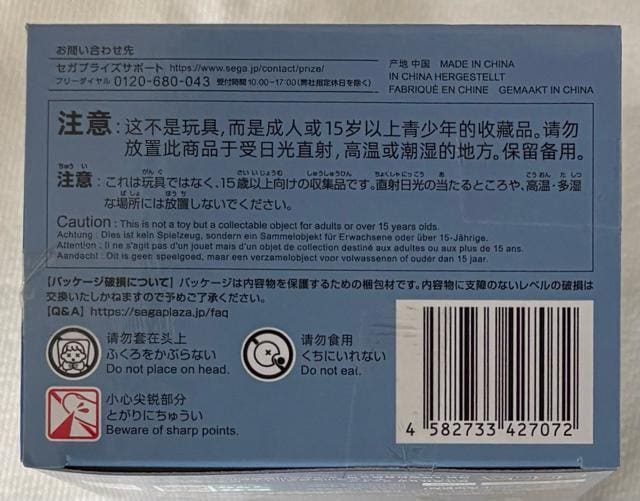 お問い合わせ先
セガプライズサポート https://www.sega.jp/contact/prize/
フリーダイヤル 0120-680-043 受付時間10:00~17:00(弊社指定休日を除く)
产地 中国 MADE IN CHINA
IN CHINA HERGESTELLT
FABRIQUÉ EN CHINE GEMAAKT IN CHINA
注意:这不是玩具,而是成人或15岁以上青少年的收藏品。请勿
放置此商品于受日光直射,高温或潮湿的地方。保留备用。
注意:これは玩具ではなく、15歳以上向けの収集品です。直射日光の当たるところや、高温・多湿
な場所には放置しないでください。
Caution : This is not a toy but a collectable object for adults or over 15 years olds.
Achtung : Dies ist kein Spielzeug, sondern ein Sammelobjekt für Erwachsene oder über 15-Jährige.
Attention : Il ne s'agit pas d'un jouet mais d'un objet de collection destiné aux adultes ou aux plus de 15 ans.
Aandacht : Dit is geen speelgoed, maar een verzamelobject voor volwassenen of ouder dan 15 jaar.
【パッケージ破損について】パッケージは内容物を保護するための梱包材です。内容物に支障のないレベルの破損は
交換いたしかねますので予めご了承ください。
【Q&A】https://segaplaza.jp/faq
请勿套在头上
ふくろをかぶらない
Do not place on head.
请勿食用
くちにいれない
Do not eat.
小心尖锐部分
とがりにちゅうい
Beware of sharp points.
4 582733 427072